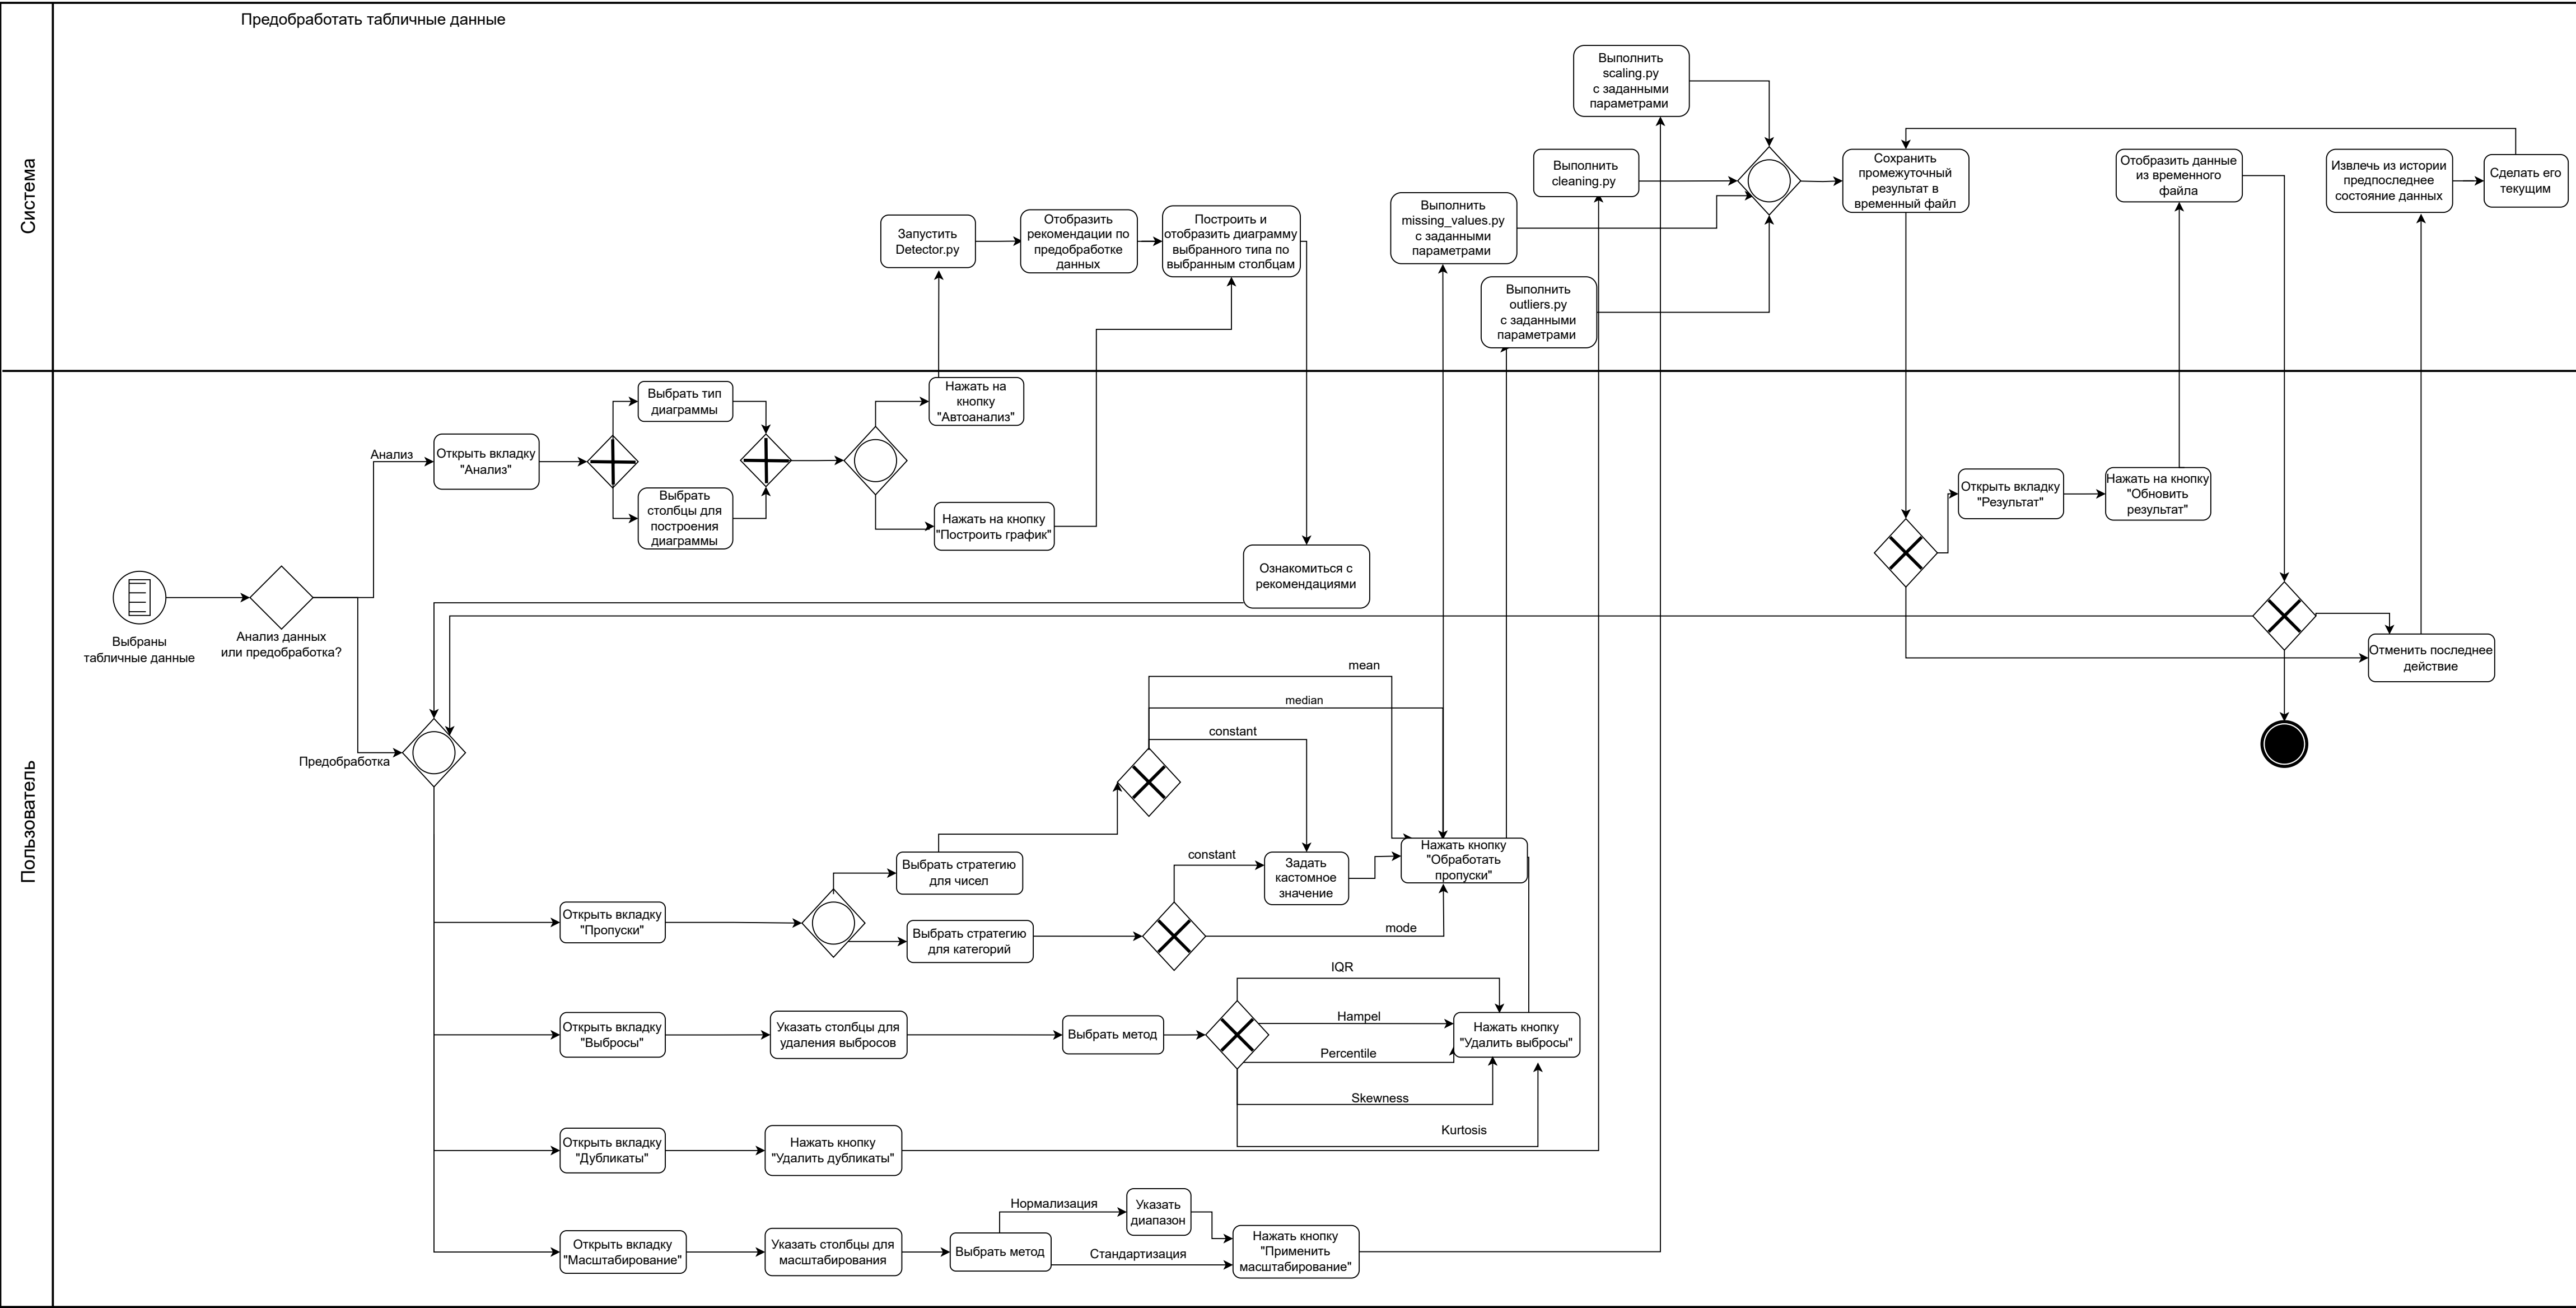 Предобработать табличные данные
Система
Выполнить
scaling.py
с заданными
параметрами
Выполнить
cleaning.py
Сохранить
промежуточный
результат в
временный файл
Отобразить данные
из временного
файла
Извлечь из истории
предпоследнее
состояние данных
Сделать его
текущим
Запустить
Detector.py
Отобразить
рекомендации по
предобработке
данных
Построить и
отобразить диаграмму
выбранного типа по
выбранным столбцам
Выполнить
missing_values.py
с заданными
параметрами
Выполнить
outliers.py
с заданными
параметрами
Пользователь
Выбрать тип
диаграммы
Нажать на
кнопку
"Автоанализ"
Анализ
Открыть вкладку
"Анализ"
Выбрать
столбцы для
построения
диаграммы
Нажать на кнопку
"Построить график"
Открыть вкладку
"Результат"
Нажать на кнопку
"Обновить
результат"
Ознакомиться с
рекомендациями
Выбраны
табличные данные
Анализ данных
или предобработка?
Отменить последнее
действие
Предобработка
mean
median
constant
Выбрать стратегию
для чисел
constant
Задать
кастомное
значение
Нажать кнопку
"Обработать
пропуски"
Открыть вкладку
"Пропуски"
Выбрать стратегию
для категорий
mode
IQR
Открыть вкладку
"Выбросы"
Указать столбцы для
удаления выбросов
Выбрать метод
Hampel
Percentile
Нажать кнопку
"Удалить выбросы"
Skewness
Kurtosis
Открыть вкладку
"Дубликаты"
Нажать кнопку
"Удалить дубликаты"
Нормализация
Указать
диапазон
Открыть вкладку
"Масштабирование"
Указать столбцы для
масштабирования
Выбрать метод
Стандартизация
Нажать кнопку
"Применить
масштабирование"